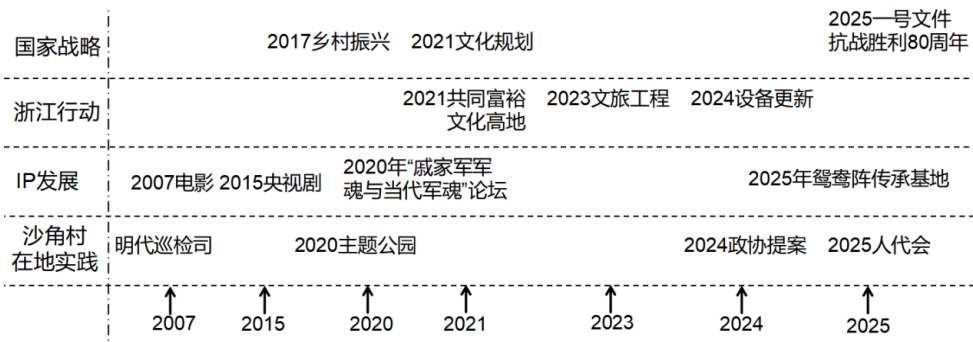 国家战略
2017乡村振兴
2021文化规划
2025一号文件
抗战胜利80周年
浙江行动
2021共同富裕
文化高地
2023文旅工程
2024设备更新
IP发展
2007电影
2015央视剧
2020年“戚家军军
魂与当代军魂”论坛
2025年鸳鸯阵传承基地
沙角村
在地实践
明代巡检司
2020主题公园
2024政协提案
2025人代会
2007
2015
2020
2021
2023
2024
2025